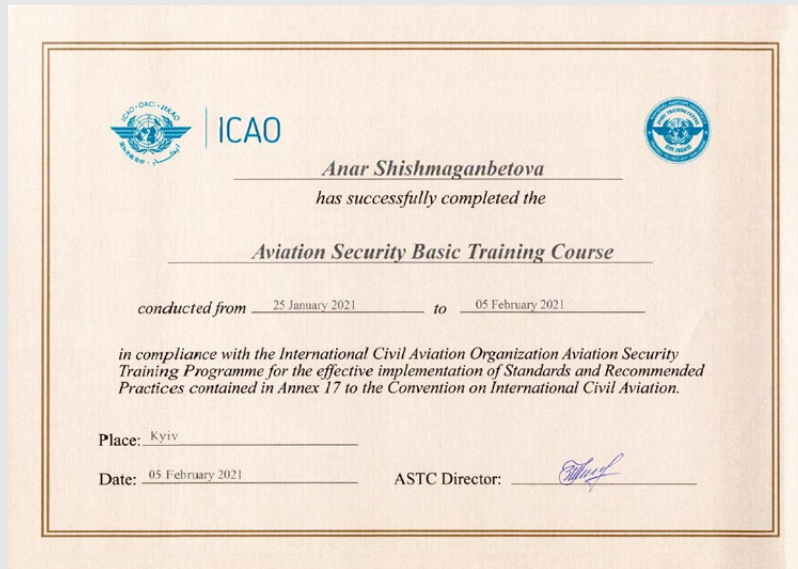 ICAO · OACI · ИКАО
ICAO
Anar Shishmaganbetova
has successfully completed the
Aviation Security Basic Training Course
conducted from 25 January 2021 to 05 February 2021
in compliance with the International Civil Aviation Organization Aviation Security
Training Programme for the effective implementation of Standards and Recommended
Practices contained in Annex 17 to the Convention on International Civil Aviation.
Place: Kyiv
Date: 05 February 2021 ASTC Director: